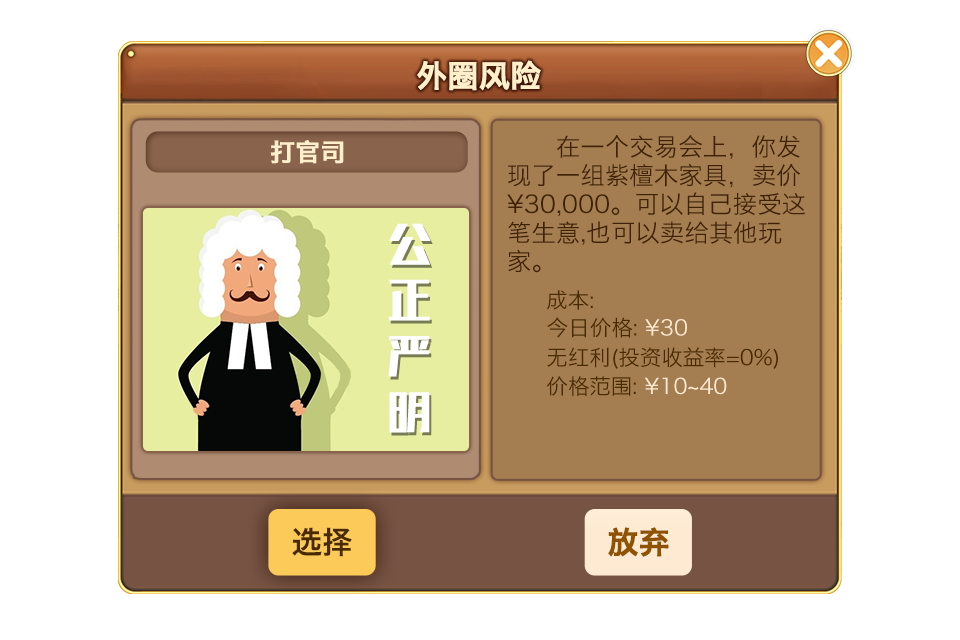 外圈风险
打官司
公正严明
在一个交易会上，你发
现了一组紫檀木家具，卖价
¥30,000。可以自己接受这
笔生意,也可以卖给其他玩
家。
成本:
今日价格: ¥30
无红利(投资收益率=0%)
价格范围: ¥10~40
选择
放弃